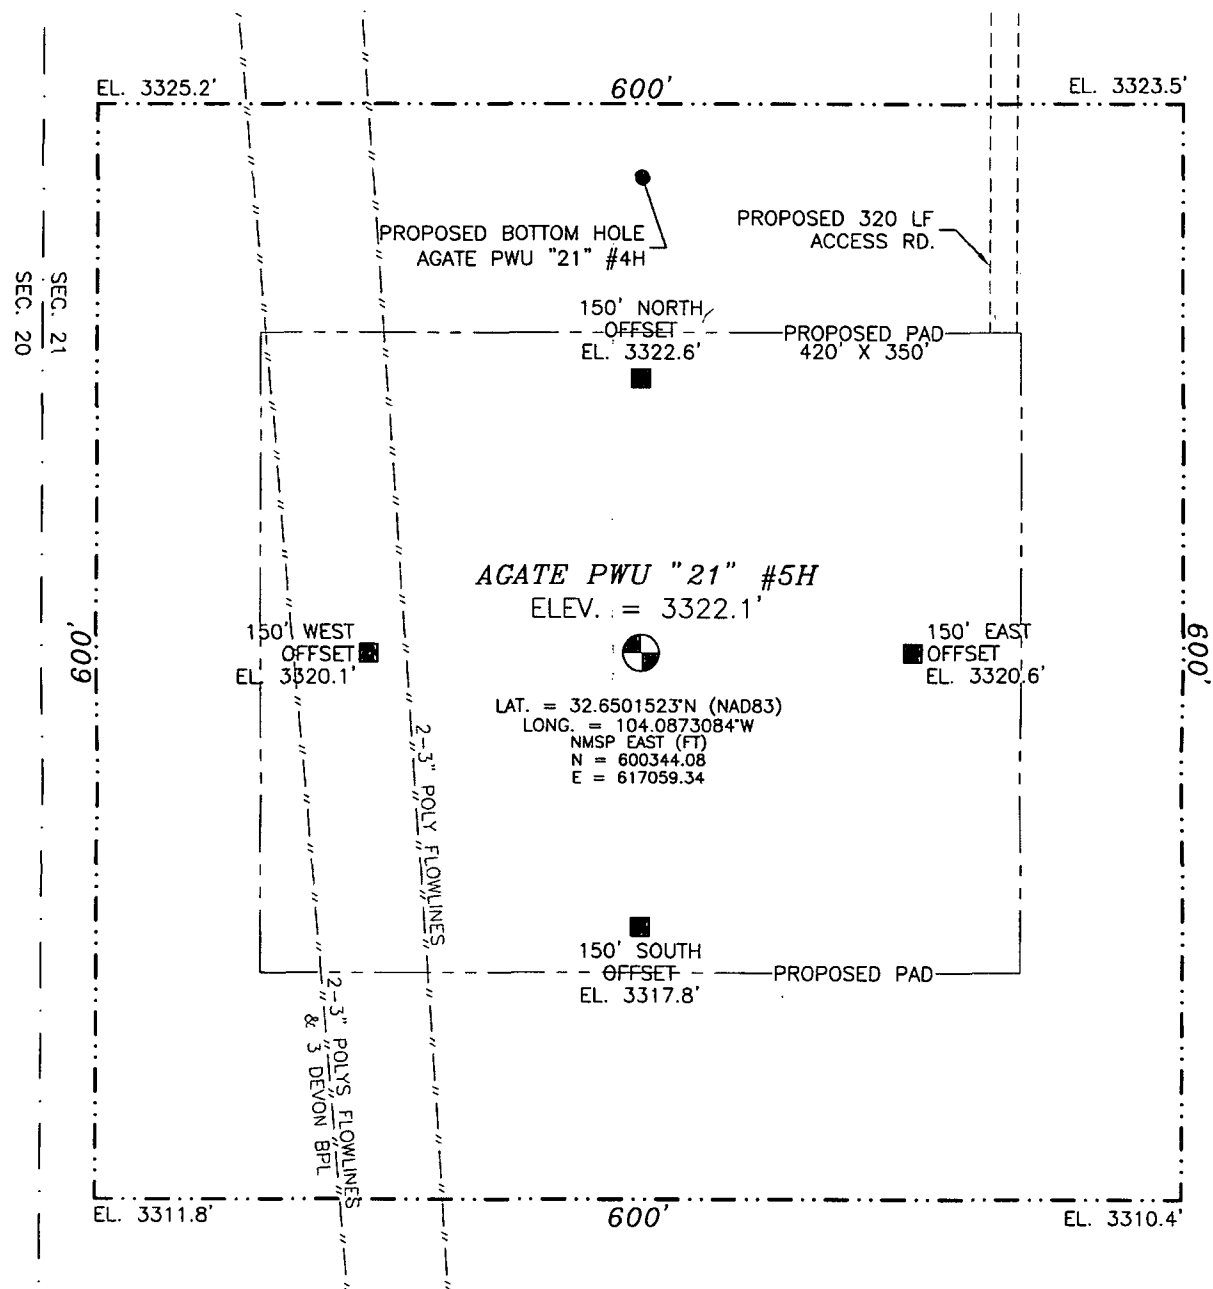 EL. 3325.2'
600'
EL. 3323.5'
PROPOSED BOTTOM HOLE
AGATE PWU "21" #4H
PROPOSED 320 LF
ACCESS RD.
SEC. 21
SEC. 20
150' NORTH
OFFSET
EL. 3322.6'
PROPOSED PAD
420' X 350'
AGATE PWU "21" #5H
ELEV. = 3322.1'
600'
150' WEST
OFFSET
EL. 3320.1'
150' EAST
OFFSET
EL. 3320.6'
600'
LAT. = 32.6501523°N (NAD83)
LONG. = 104.0873084°W
NMSP EAST (FT)
N = 600344.08
E = 617059.34
2-3" POLY FLOWLINES
150' SOUTH
OFFSET
EL. 3317.8'
PROPOSED PAD
2-3" POLYS FLOWLINES
& 3 DEVON BPL
EL. 3311.8'
600'
EL. 3310.4'